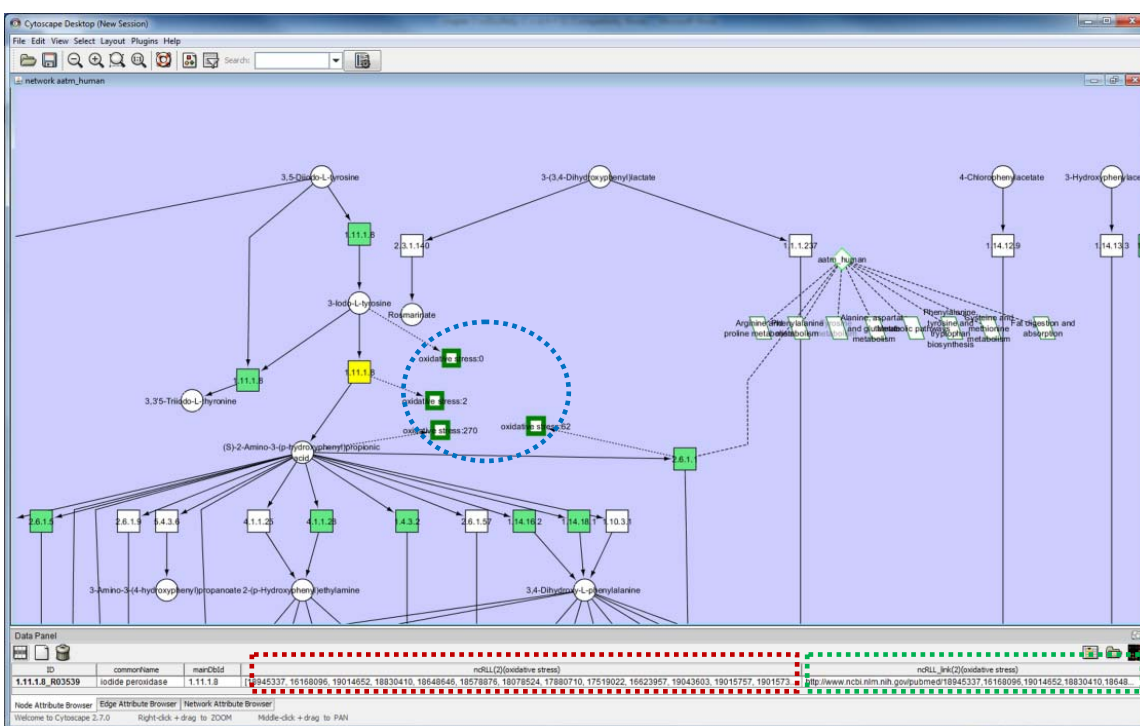 Cytoscape Desktop (New Session)
File Edit View Select Layout Plugins Help
Search:
network aatm_human
3,5-Diiodo-L-tyrosine
3-(3,4-Dihydroxyphenyl)lactate
4-Chlorophenylacetate
3-Hydroxyphenylace
1.11.1.8
2.3.1.140
1.1.1.237
1.14.12.9
1.14.13.3
aatm_human
3-Iodo-L-tyrosine
Rosmarinate
Arginine and
proline metabolism
Phenylalanine
metabolism
Alanine, aspartat
and glutamate
metabolism
Metabolic pathways
Phenylalanine,
tyrosine and
tryptophan
biosynthesis
Cysteine and
methionine
metabolism
Fat digestion and
absorption
oxidative stress:0
1.11.1.8
1.11.1.8
3,3'5-Triiodo-L-thyronine
oxidative stress:2
oxidative stress:270
oxidative stress:62
(S)-2-Amino-3-(p-hydroxyphenyl)propionic
acid
2.6.1.1
2.6.1.5
2.6.1.9
5.4.3.6
4.1.1.25
4.1.1.28
1.4.3.2
2.6.1.57
1.14.16.2
1.14.18.1
1.10.3.1
3-Amino-3-(4-hydroxyphenyl)propanoate
2-(p-Hydroxyphenyl)ethylamine
3,4-Dihydroxy-L-phenylalanine
Data Panel
ID commonName mainDbId ncRLL(2)(oxidative stress) ncRLL_link(2)(oxidative stress)
1.11.1.8_R03539 iodide peroxidase 1.11.1.8 [18945337, 16168096, 19014652, 18830410, 18648646, 18578876, 18078524, 17880710, 17519022, 16623957, 19043603, 19015757, 1901573... http://www.ncbi.nlm.nih.gov/pubmed/18945337,16168096,19014652,18830410,18648...
Node Attribute Browser Edge Attribute Browser Network Attribute Browser
Welcome to Cytoscape 2.7.0 Right-click + drag to ZOOM Middle-click + drag to PAN